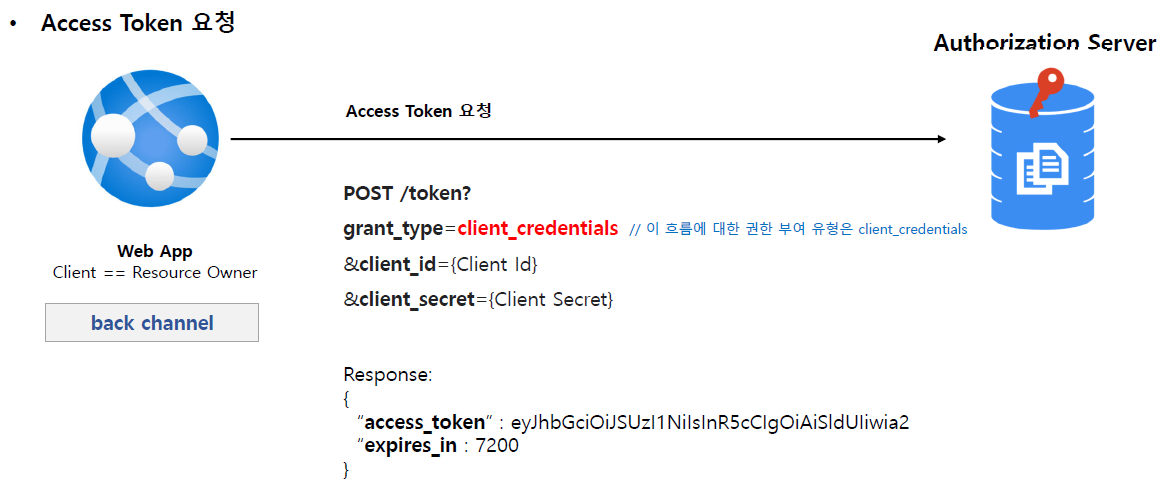 • Access Token 요청
Authorization Server
Access Token 요청
POST /token?
grant_type=client_credentials // 이 흐름에 대한 권한 부여 유형은 client_credentials
&client_id={Client Id}
&client_secret={Client Secret}
Web App
Client == Resource Owner
back channel
Response:
{
“access_token” : eyJhbGciOiJSUzI1NiIsInR5cCIgOiAiSldUIiwia2
“expires_in : 7200
}